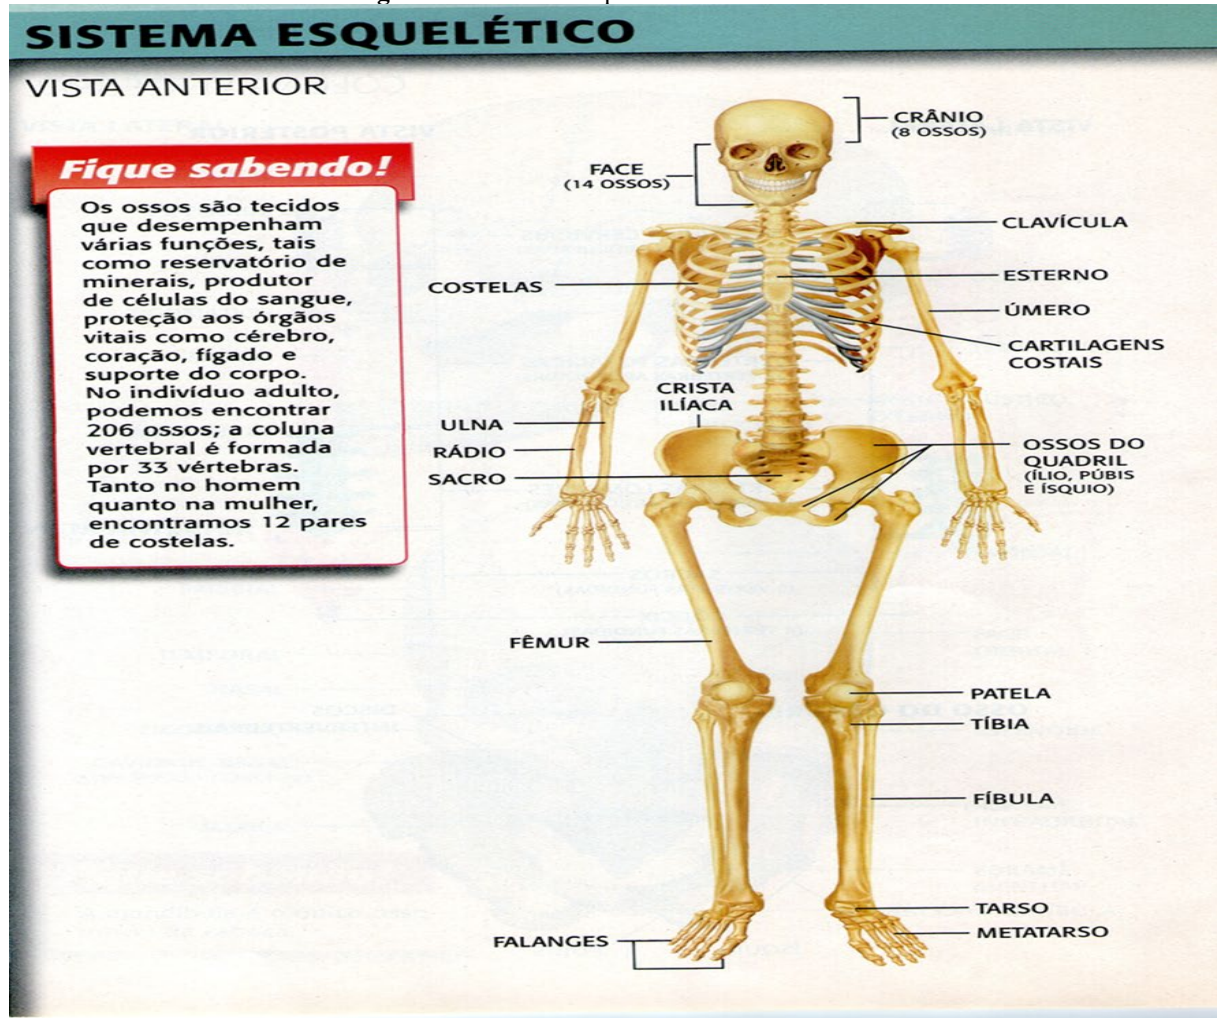 SISTEMA ESQUELÉTICO
VISTA ANTERIOR
Fique sabendo!
Os ossos são tecidos
que desempenham
várias funções, tais
como reservatório de
minerais, produtor
de células do sangue,
proteção aos órgãos
vitais como cérebro,
coração, fígado e
suporte do corpo.
No indivíduo adulto,
podemos encontrar
206 ossos; a coluna
vertebral é formada
por 33 vértebras.
Tanto no homem
quanto na mulher,
encontramos 12 pares
de costelas.
CRÂNIO
(8 OSSOS)
FACE
(14 OSSOS)
CLAVÍCULA
ESTERNO
COSTELAS
ÚMERO
CARTILAGENS
COSTAIS
CRISTA
ILÍACA
ULNA
RÁDIO
SACRO
OSSOS DO
QUADRIL
(ÍLIO, PÚBIS
E ÍSQUIO)
FÊMUR
PATELA
TÍBIA
FÍBULA
TARSO
METATARSO
FALANGES